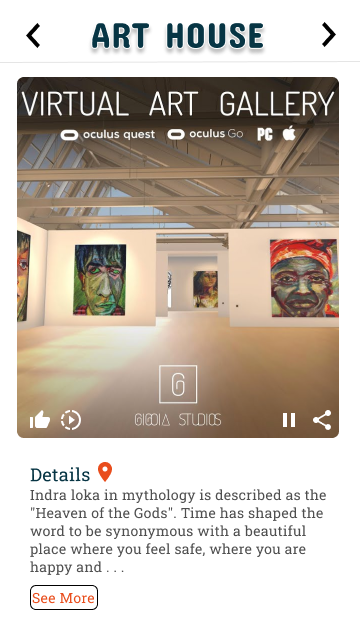 ART HOUSE
VIRTUAL ART GALLERY
oculus quest oculus Go PC
G
GIGOIA STUDIOS
Details
Indra loka in mythology is described as the
"Heaven of the Gods". Time has shaped the
word to be synonymous with a beautiful
place where you feel safe, where you are
happy and . . .
See More